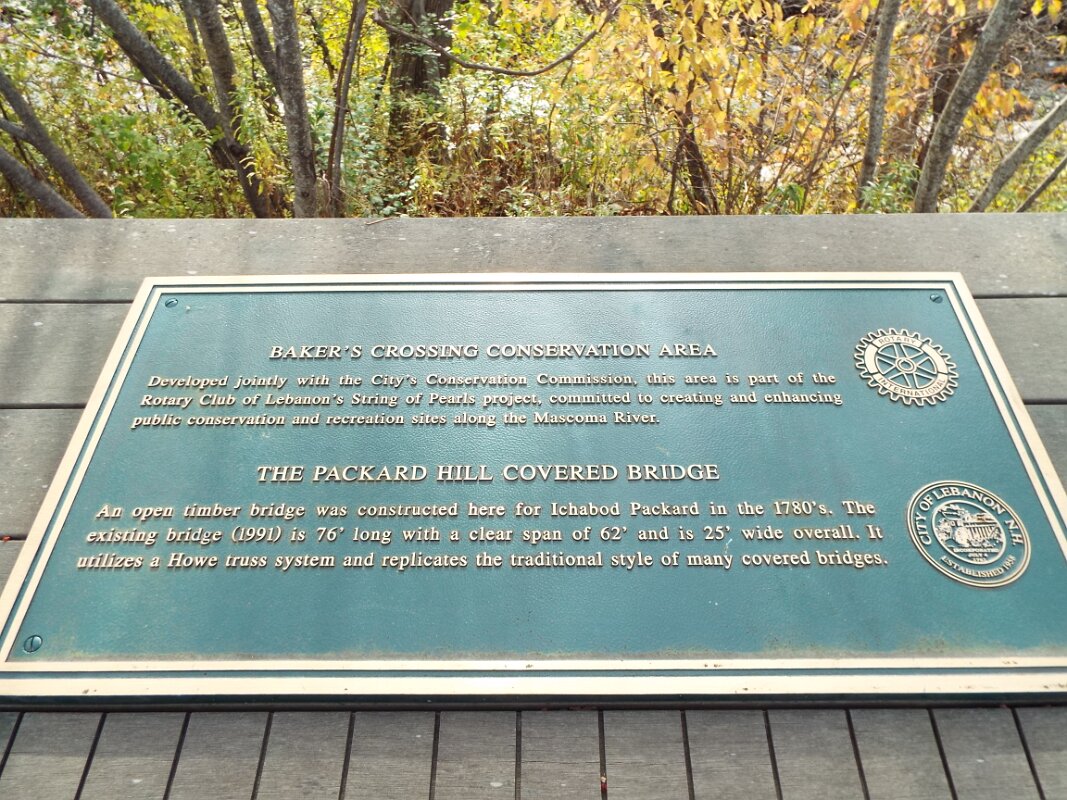 BAKER'S CROSSING CONSERVATION AREA
Developed jointly with the City's Conservation Commission, this area is part of the
Rotary Club of Lebanon's String of Pearls project, committed to creating and enhancing
public conservation and recreation sites along the Mascoma River.
ROTARY
INTERNATIONAL
THE PACKARD HILL COVERED BRIDGE
An open timber bridge was constructed here for Ichabod Packard in the 1780's. The
existing bridge (1991) is 76' long with a clear span of 62' and is 25' wide overall. It
utilizes a Howe truss system and replicates the traditional style of many covered bridges.
CITY OF LEBANON N.H.
INCORPORATED
JULY 4
ESTABLISHED 1958